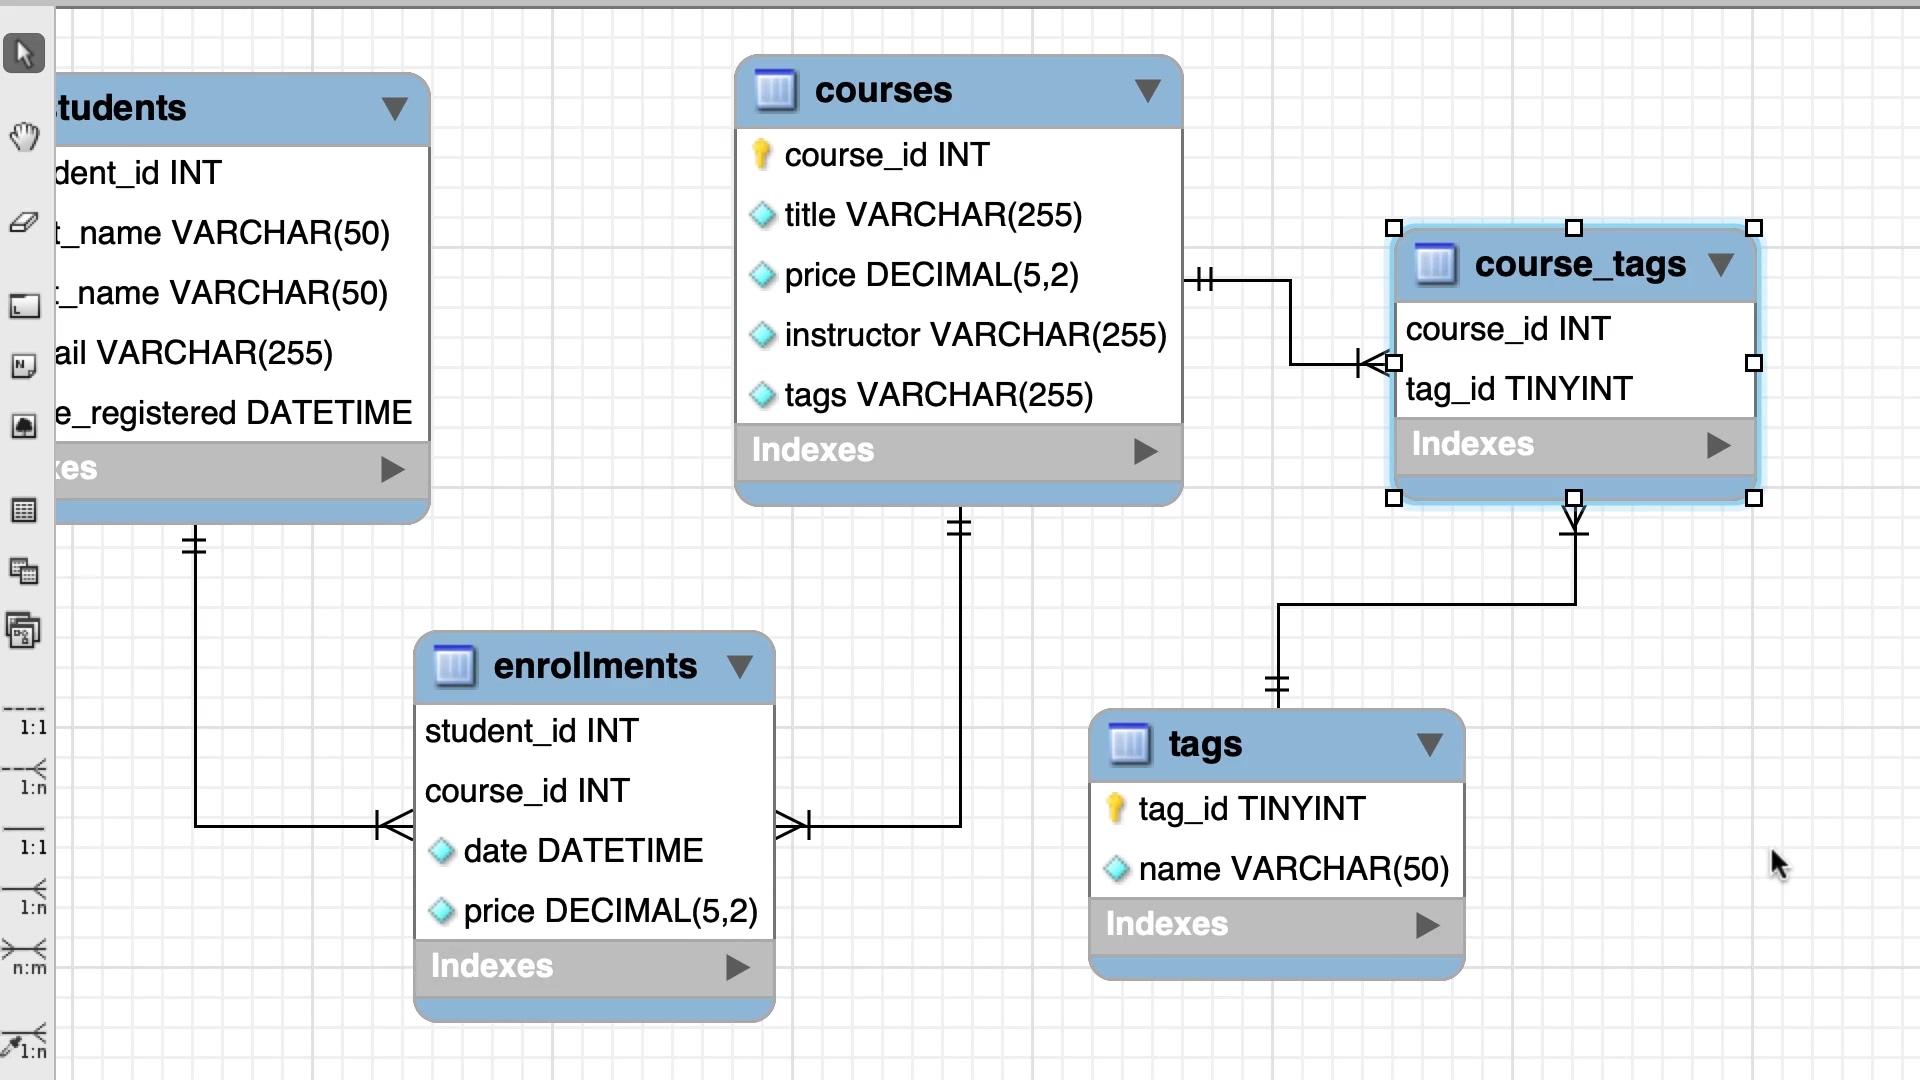 tudents
dent_id INT
t_name VARCHAR(50)
t_name VARCHAR(50)
ail VARCHAR(255)
e_registered DATETIME
xes
courses
course_id INT
title VARCHAR(255)
price DECIMAL(5,2)
instructor VARCHAR(255)
tags VARCHAR(255)
Indexes
course_tags
course_id INT
tag_id TINYINT
Indexes
enrollments
student_id INT
course_id INT
date DATETIME
price DECIMAL(5,2)
Indexes
tags
tag_id TINYINT
name VARCHAR(50)
Indexes
1:1
1:n
1:1
1:n
n:m
1:n